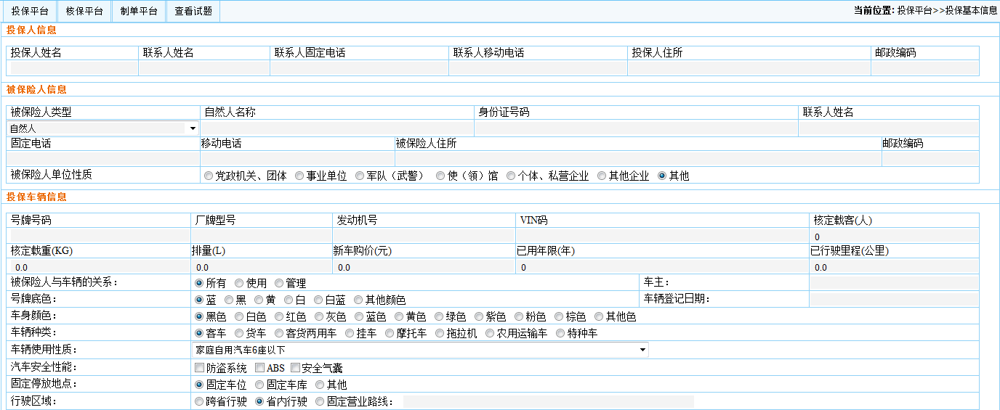 投保平台 核保平台 制单平台 查看试题 当前位置: 投保平台>>投保基本信息
投保人信息
投保人姓名 联系人姓名 联系人固定电话 联系人移动电话 投保人住所 邮政编码
被保险人信息
被保险人类型 自然人名称 身份证号码 联系人姓名
自然人
固定电话 移动电话 被保险人住所 邮政编码
被保险人单位性质 党政机关、团体 事业单位 军队（武警） 使（领）馆 个体、私营企业 其他企业 其他
投保车辆信息
号牌号码 厂牌型号 发动机号 VIN码 核定载客(人)
0
核定载重(KG) 排量(L) 新车购价(元) 已用年限(年) 已行驶里程(公里)
0.0 0.0 0.0 0 0.0
被保险人与车辆的关系： 所有 使用 管理 车主：
号牌底色： 蓝 黑 黄 白 白蓝 其他颜色 车辆登记日期：
车身颜色： 黑色 白色 红色 灰色 蓝色 黄色 绿色 紫色 粉色 棕色 其他色
车辆种类： 客车 货车 客货两用车 挂车 摩托车 拖拉机 农用运输车 特种车
车辆使用性质： 家庭自用汽车6座以下
汽车安全性能： 防盗系统 ABS 安全气囊
固定停放地点： 固定车位 固定车库 其他
行驶区域： 跨省行驶 省内行驶 固定营业路线：